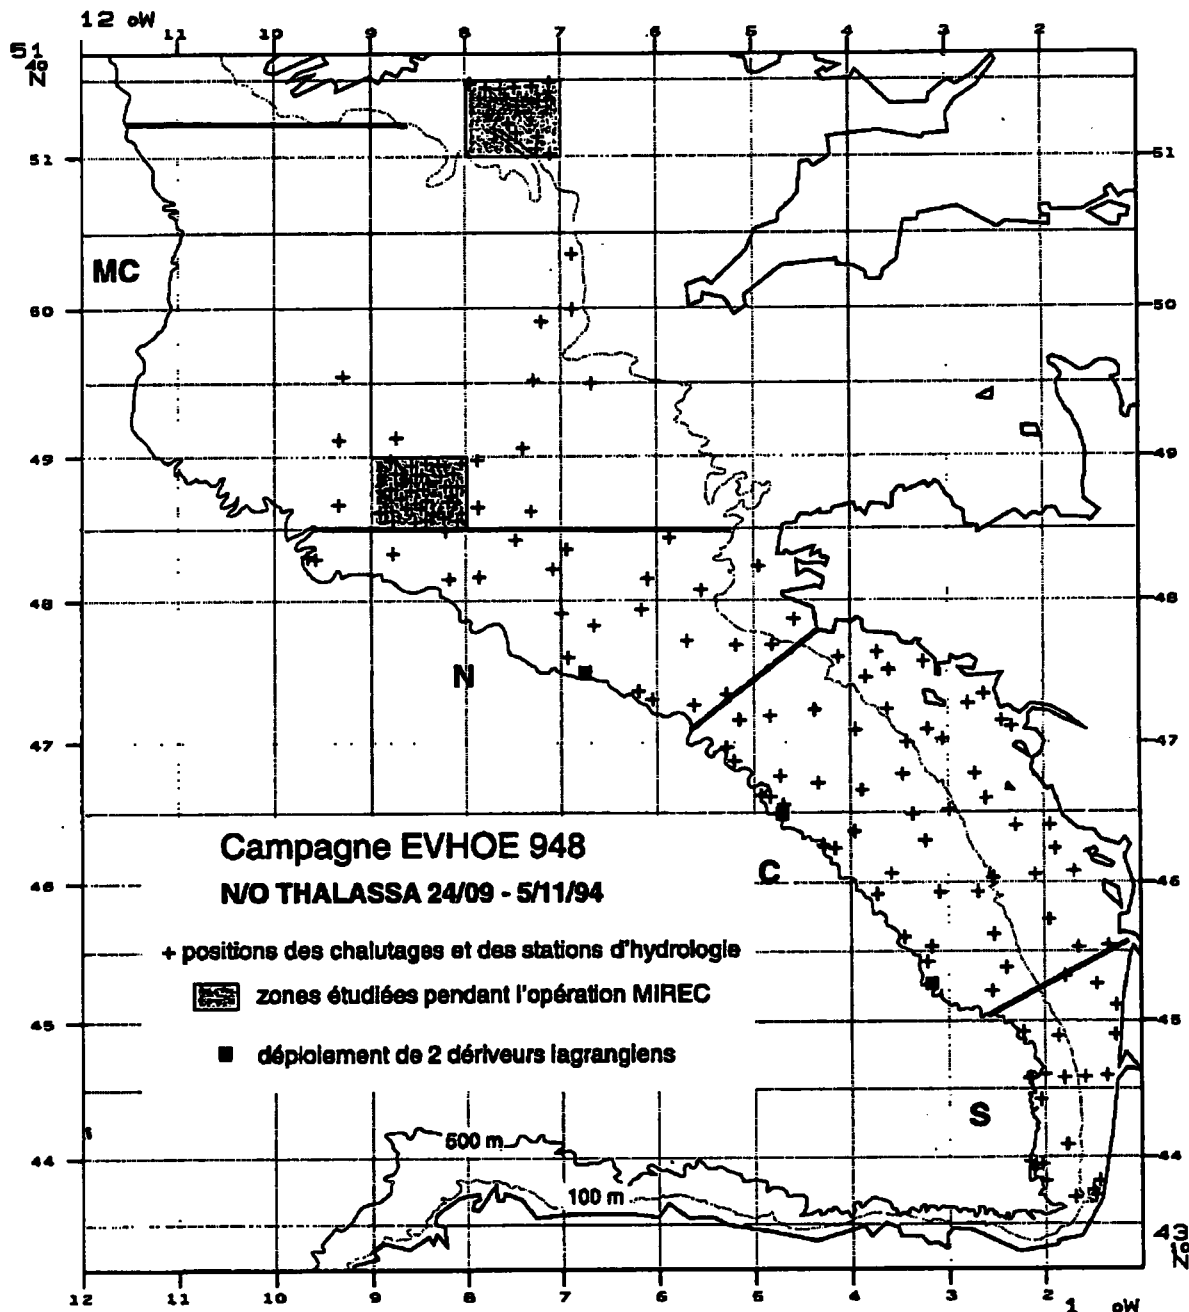 12 oW
11 10 9 8 7 6 5 4 3 2
51
40
N
51 51
MC
50 50
49 49
48 48
N
47 47
Campagne EVHOE 948
N/O THALASSA 24/09 - 5/11/94
C
46 46
+ positions des chalutages et des stations d'hydrologie
zones étudiées pendant l'opération MIREC
45 45
déploiement de 2 dériveurs lagrangiens
S
500 m
44 44
100 m
43
10
N
12 11 10 9 8 7 6 5 4 3 2 1 oW